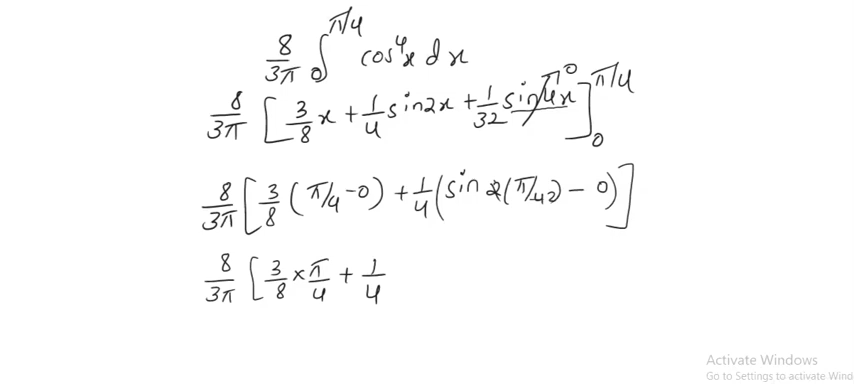 8/3π ∫₀^π/4 cos⁴x dx
8/3π [3/8 x + 1/4 sin2x + 1/32 sin4x ⁰]₀^π/4
8/3π [3/8 (π/4 - 0) + 1/4 (sin 2(π/42) - 0)]
8/3π [3/8 × π/4 + 1/4
Activate Windows
Go to Settings to activate Wind